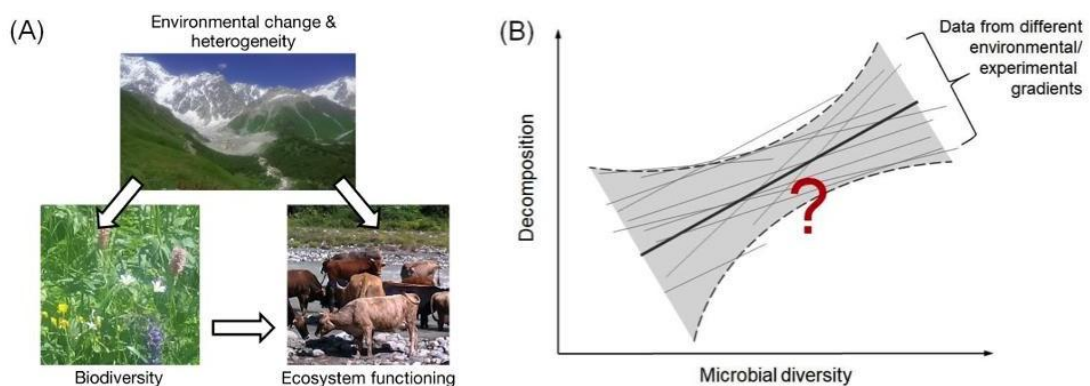 (A)
Environmental change &
heterogeneity
Biodiversity
Ecosystem functioning
(B)
Decomposition
Microbial diversity
?
Data from different
environmental/
experimental
gradients